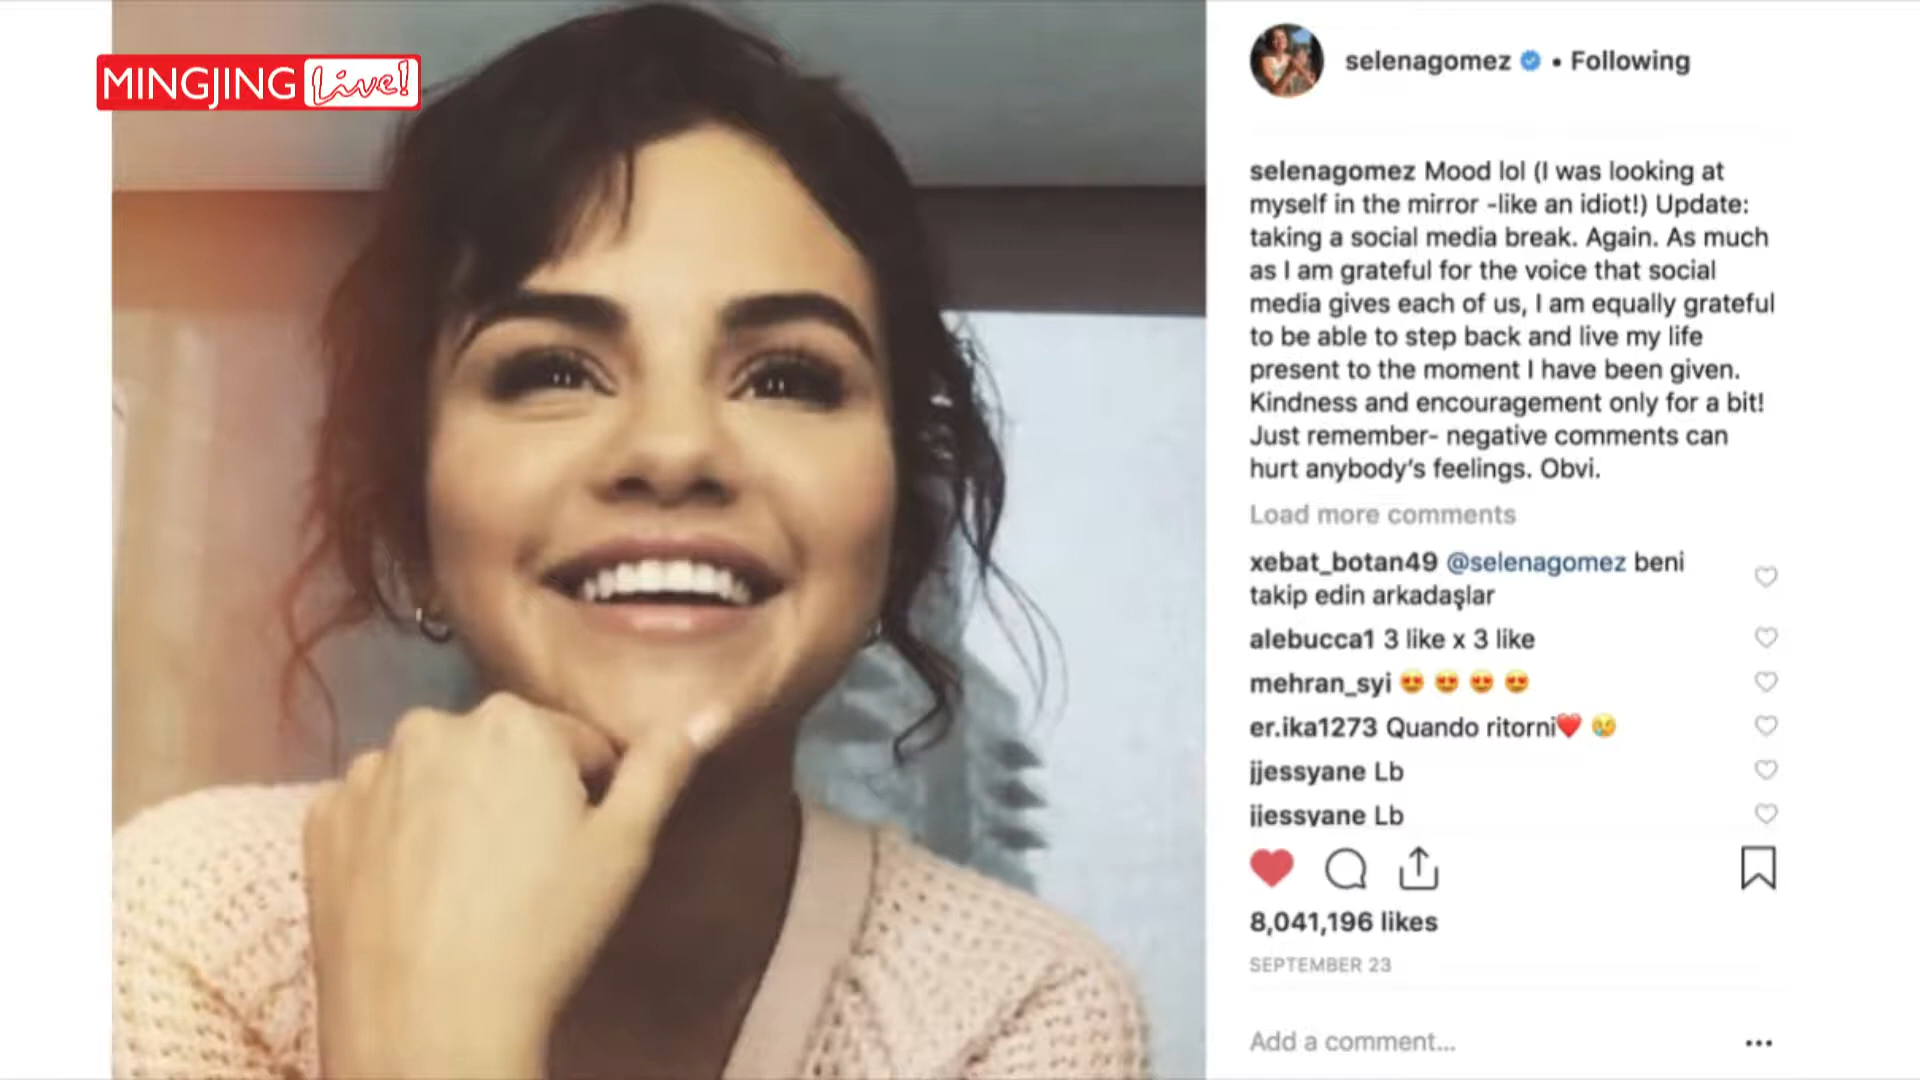 MINGJING Live!
selenagomez • Following
selenagomez Mood lol (I was looking at
myself in the mirror -like an idiot!) Update:
taking a social media break. Again. As much
as I am grateful for the voice that social
media gives each of us, I am equally grateful
to be able to step back and live my life
present to the moment I have been given.
Kindness and encouragement only for a bit!
Just remember- negative comments can
hurt anybody's feelings. Obvi.
Load more comments
xebat_botan49 @selenagomez beni
takip edin arkadaşlar
alebucca1 3 like x 3 like
mehran_syi 😍 😍 😍 😍
er.ika1273 Quando ritorni❤️ 😢
jjessyane Lb
jjessyane Lb
8,041,196 likes
SEPTEMBER 23
Add a comment...